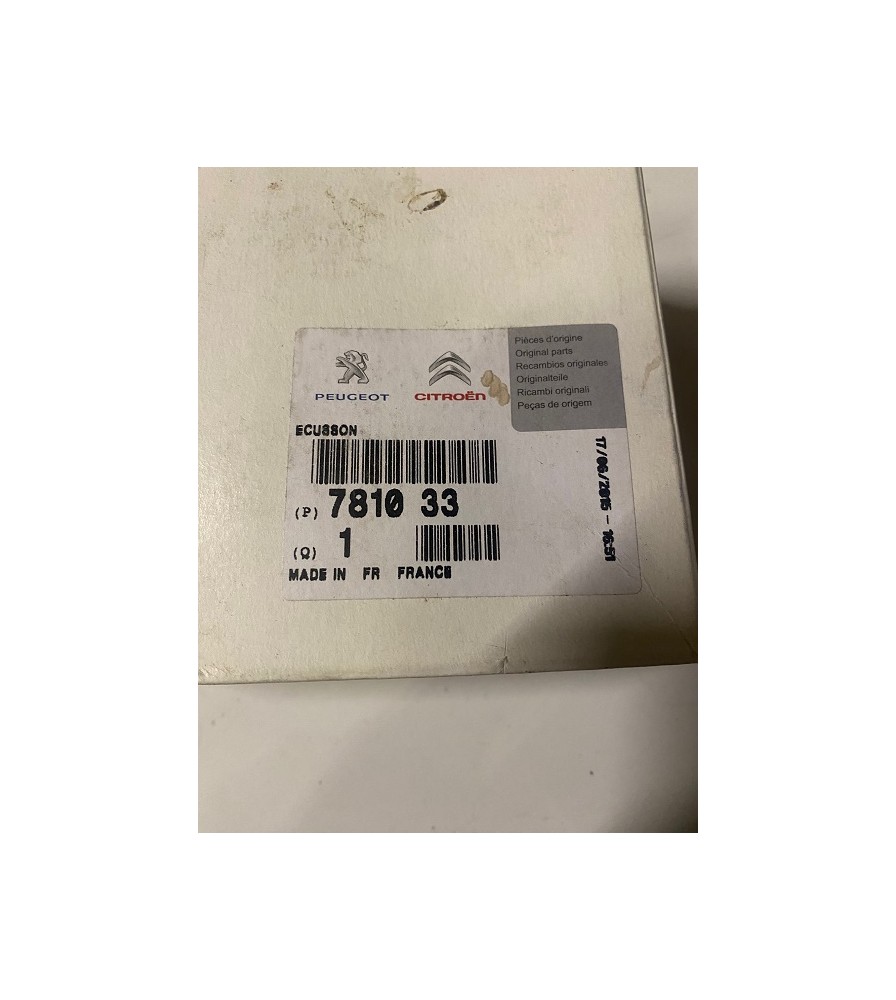 PEUGEOT
CITROËN
Pièces d'origine
Original parts
Recambios originales
Originalteile
Ricambi originali
Peças de origem
ECUSSON
(P) 7810 33
(Q) 1
MADE IN FR FRANCE
17/06/2015 - 16:51